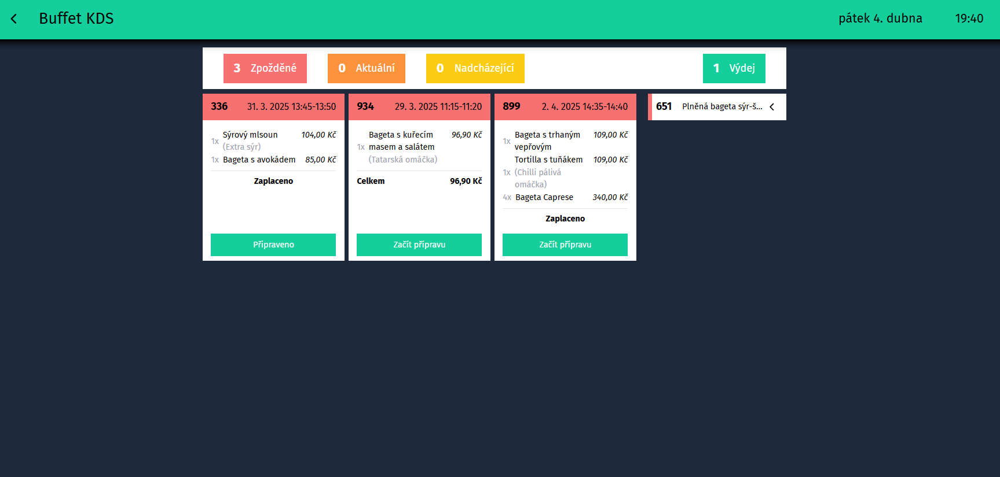 Buffet KDS
pátek 4. dubna
19:40
3 Zpožděné
0 Aktuální
0 Nadcházející
1 Výdej
336 31. 3. 2025 13:45-13:50
1x Sýrový mlsoun 104,00 Kč
(Extra sýr)
1x Bageta s avokádem 85,00 Kč
Zaplaceno
Připraveno
934 29. 3. 2025 11:15-11:20
1x Bageta s kuřecím 96,90 Kč
masem a salátem
(Tatarská omáčka)
Celkem 96,90 Kč
Začít přípravu
899 2. 4. 2025 14:35-14:40
1x Bageta s trhaným 109,00 Kč
vepřovým
1x Tortilla s tuňákem 109,00 Kč
(Chilli pálivá
omáčka)
4x Bageta Caprese 340,00 Kč
Zaplaceno
Začít přípravu
651 Plněná bageta sýr-š...